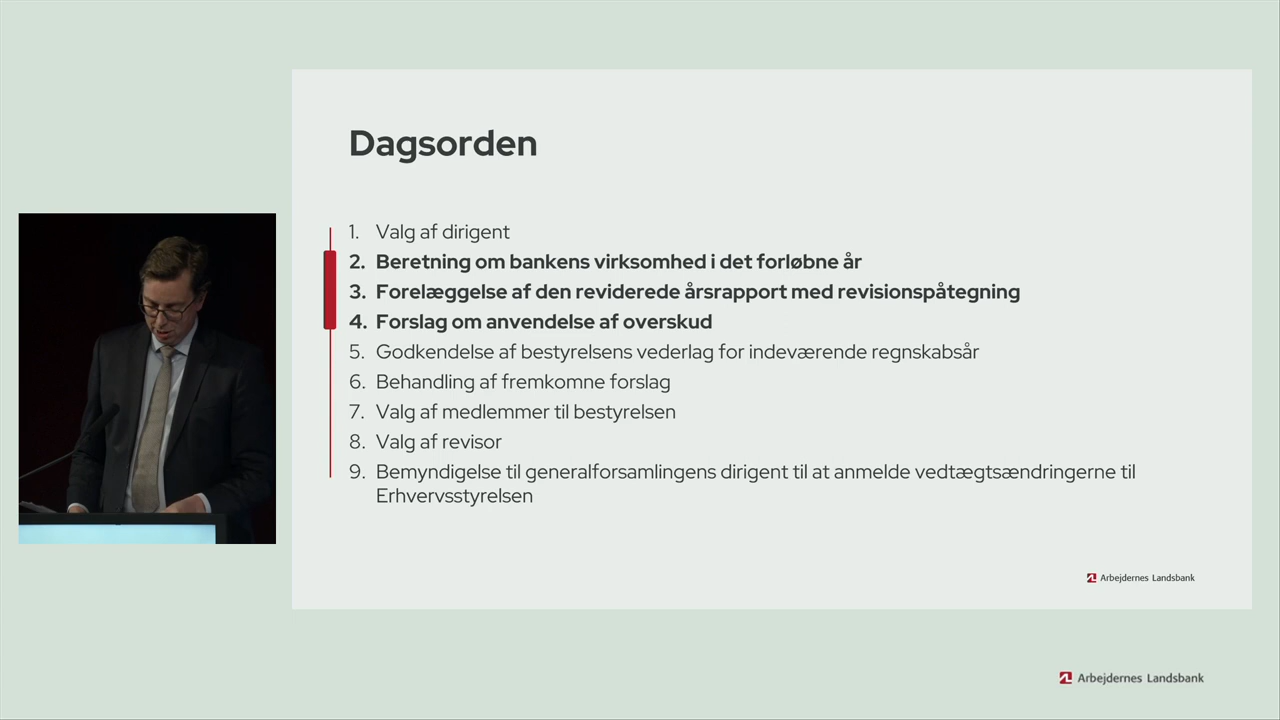 Dagsorden
1. Valg af dirigent
2. Beretning om bankens virksomhed i det forløbne år
3. Forelæggelse af den reviderede årsrapport med revisionspåtegning
4. Forslag om anvendelse af overskud
5. Godkendelse af bestyrelsens vederlag for indeværende regnskabsår
6. Behandling af fremkomne forslag
7. Valg af medlemmer til bestyrelsen
8. Valg af revisor
9. Bemyndigelse til generalforsamlingens dirigent til at anmelde vedtægtsændringerne til
Erhvervsstyrelsen
Arbejdernes Landsbank
Arbejdernes Landsbank